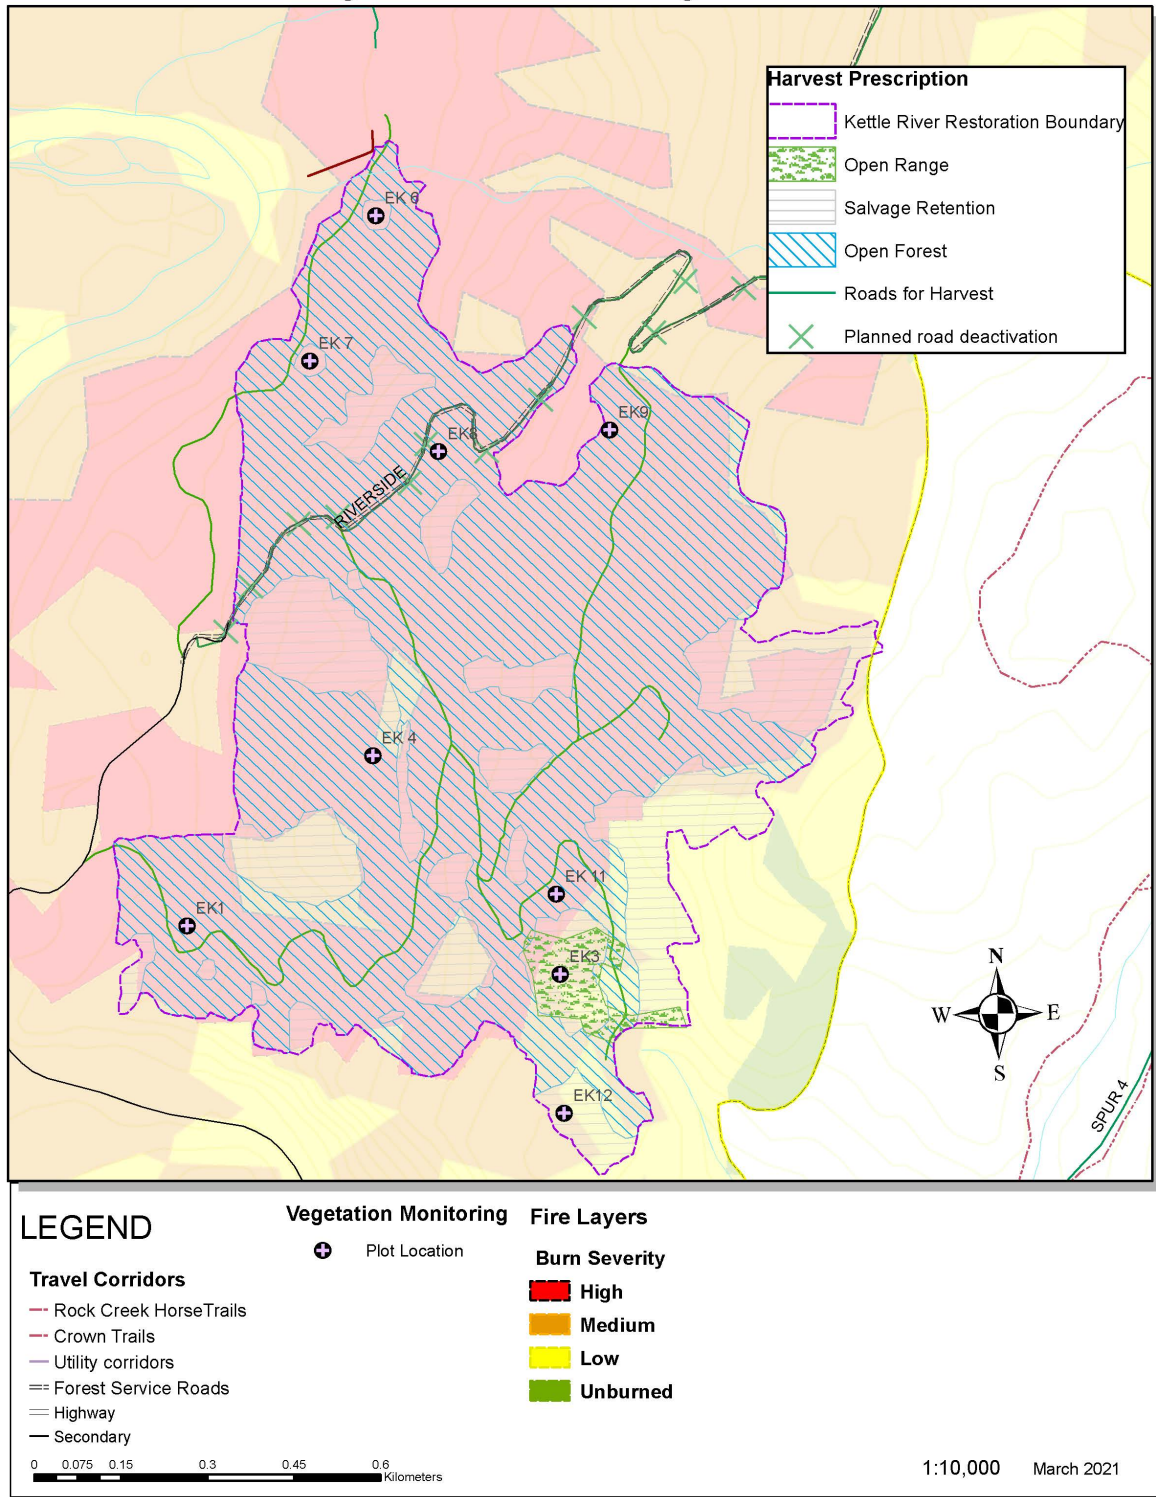 Harvest Prescription
Kettle River Restoration Boundary
Open Range
Salvage Retention
Open Forest
Roads for Harvest
Planned road deactivation
EK 6
EK 7
EK9
EK8
RIVERSIDE
EK 4
EK 11
EK1
EK3
EK12
N
W E
S
SPUR 4
LEGEND
Travel Corridors
Rock Creek HorseTrails
Crown Trails
Utility corridors
Forest Service Roads
Highway
Secondary
0 0.075 0.15 0.3 0.45 0.6
Kilometers
Vegetation Monitoring
Plot Location
Fire Layers
Burn Severity
High
Medium
Low
Unburned
1:10,000 March 2021